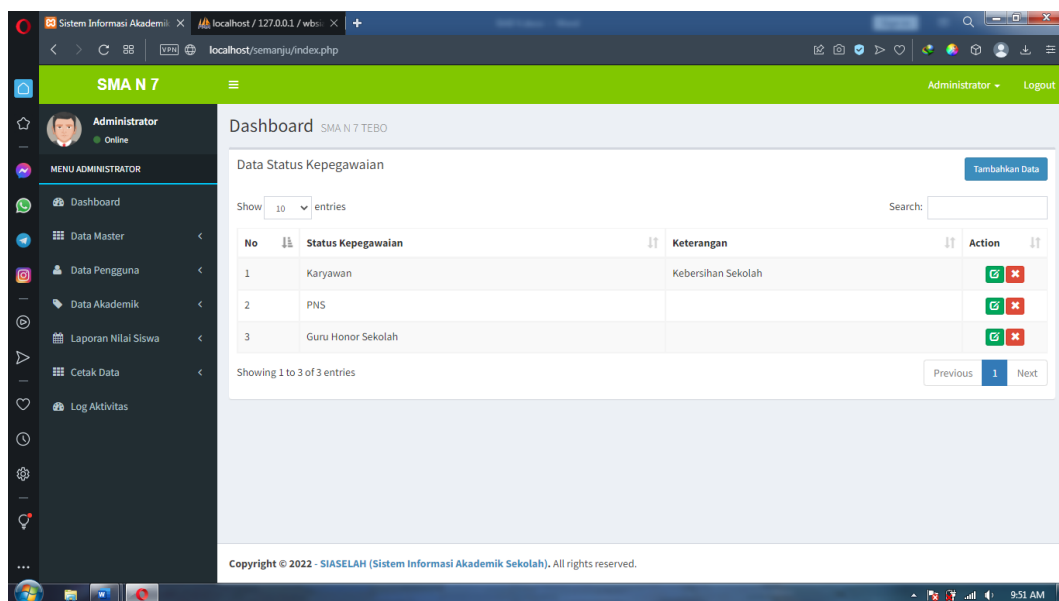 Sistem Informasi Akademi
localhost / 127.0.0.1 / wbsi
VPN localhost/semanju/index.php
SMA N 7
Administrator Logout
Administrator
Online
MENU ADMINISTRATOR
Dashboard
Data Master
Data Pengguna
Data Akademik
Laporan Nilai Siswa
Cetak Data
Log Aktivitas
Dashboard SMA N 7 TEBO
Data Status Kepegawaian
Tambahkan Data
Show 10 entries
Search:
No Status Kepegawaian Keterangan Action
1 Karyawan Kebersihan Sekolah
2 PNS
3 Guru Honor Sekolah
Showing 1 to 3 of 3 entries
Previous 1 Next
Copyright © 2022 - SIASELAH (Sistem Informasi Akademik Sekolah). All rights reserved.
9:51 AM